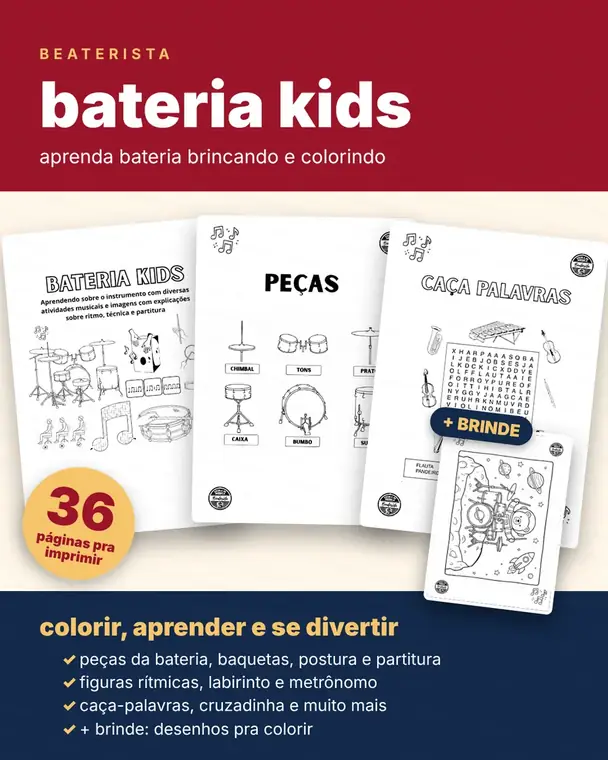 BEATERISTA
bateria kids
aprenda bateria brincando e colorindo
BATERIA KIDS
Aprendendo sobre o instrumento com diversas
atividades musicais e imagens com explicações
sobre ritmo, técnica e partitura
PEÇAS
CHIMBAL
TONS
CAIXA
BUMBO
CAÇA PALAVRAS
FLAUTA
PANDEIRO
+ BRINDE
36
páginas pra
imprimir
colorir, aprender e se divertir
✓ peças da bateria, baquetas, postura e partitura
✓ figuras rítmicas, labirinto e metrônomo
✓ caça-palavras, cruzadinha e muito mais
✓ + brinde: desenhos pra colorir